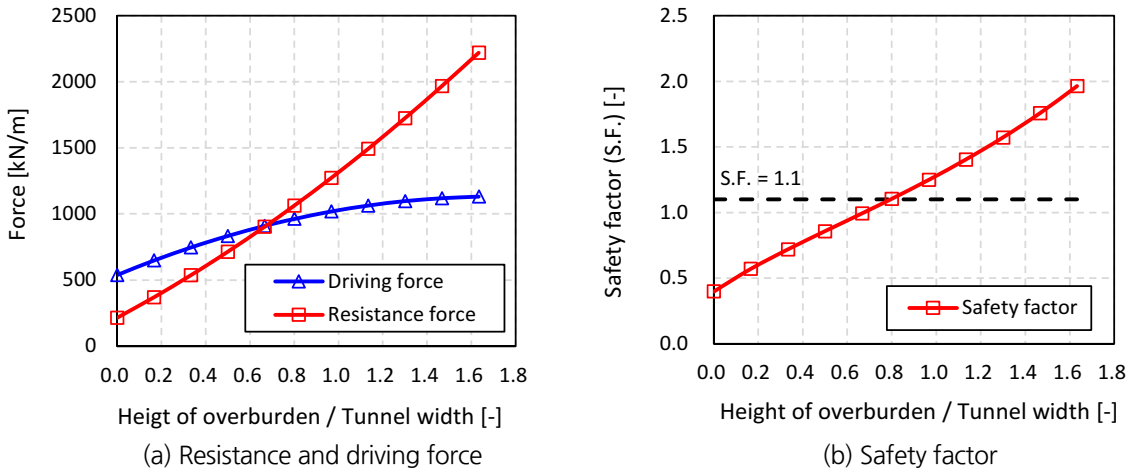 2500
2000
1500
1000
500
0
Force [kN/m]
Driving force
Resistance force
0.0 0.2 0.4 0.6 0.8 1.0 1.2 1.4 1.6 1.8
Heigt of overburden / Tunnel width [-]
(a) Resistance and driving force
2.5
2.0
1.5
1.0
0.5
0.0
Safety factor (S.F.) [-]
S.F. = 1.1
Safety factor
0.0 0.2 0.4 0.6 0.8 1.0 1.2 1.4 1.6 1.8
Height of overburden / Tunnel width [-]
(b) Safety factor